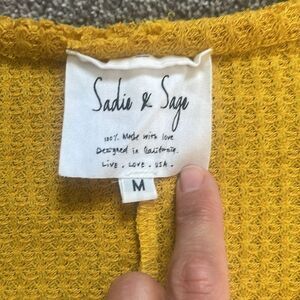 Sadie & Sage
100% Made with love
Designed in California.
LIVE. LOVE. USA.
M